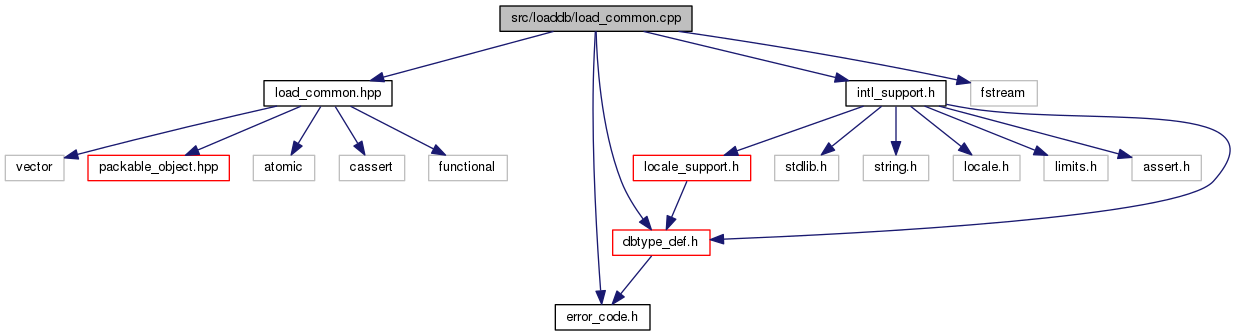 src/loaddb/load_common.cpp
load_common.hpp
intl_support.h
fstream
vector
packable_object.hpp
atomic
cassert
functional
locale_support.h
stdlib.h
string.h
locale.h
limits.h
assert.h
dbtype_def.h
error_code.h